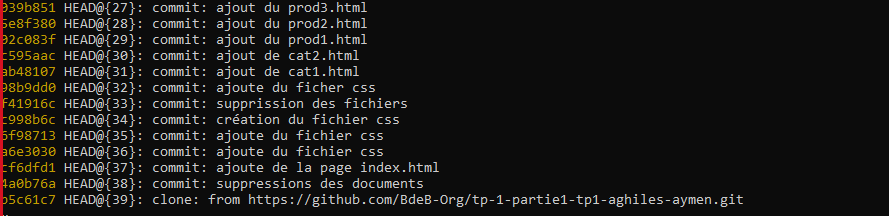 039b851 HEAD@{27}: commit: ajout du prod3.html
5e8f380 HEAD@{28}: commit: ajout du prod2.html
02c083f HEAD@{29}: commit: ajout du prod1.html
c595aac HEAD@{30}: commit: ajout de cat2.html
ab48107 HEAD@{31}: commit: ajout de cat1.html
98b9dd0 HEAD@{32}: commit: ajout du ficher css
f41916c HEAD@{33}: commit: supprission des fichiers
c998b6c HEAD@{34}: commit: création du fichier css
6f98713 HEAD@{35}: commit: ajoute du fichier css
a6e3030 HEAD@{36}: commit: ajoute du fichier css
cf6dfd1 HEAD@{37}: commit: ajoute de la page index.html
4a0b76a HEAD@{38}: commit: suppressions des documents
b5c61c7 HEAD@{39}: clone: from https://github.com/BdeB-Org/tp-1-partie1-tp1-aghiles-aymen.git